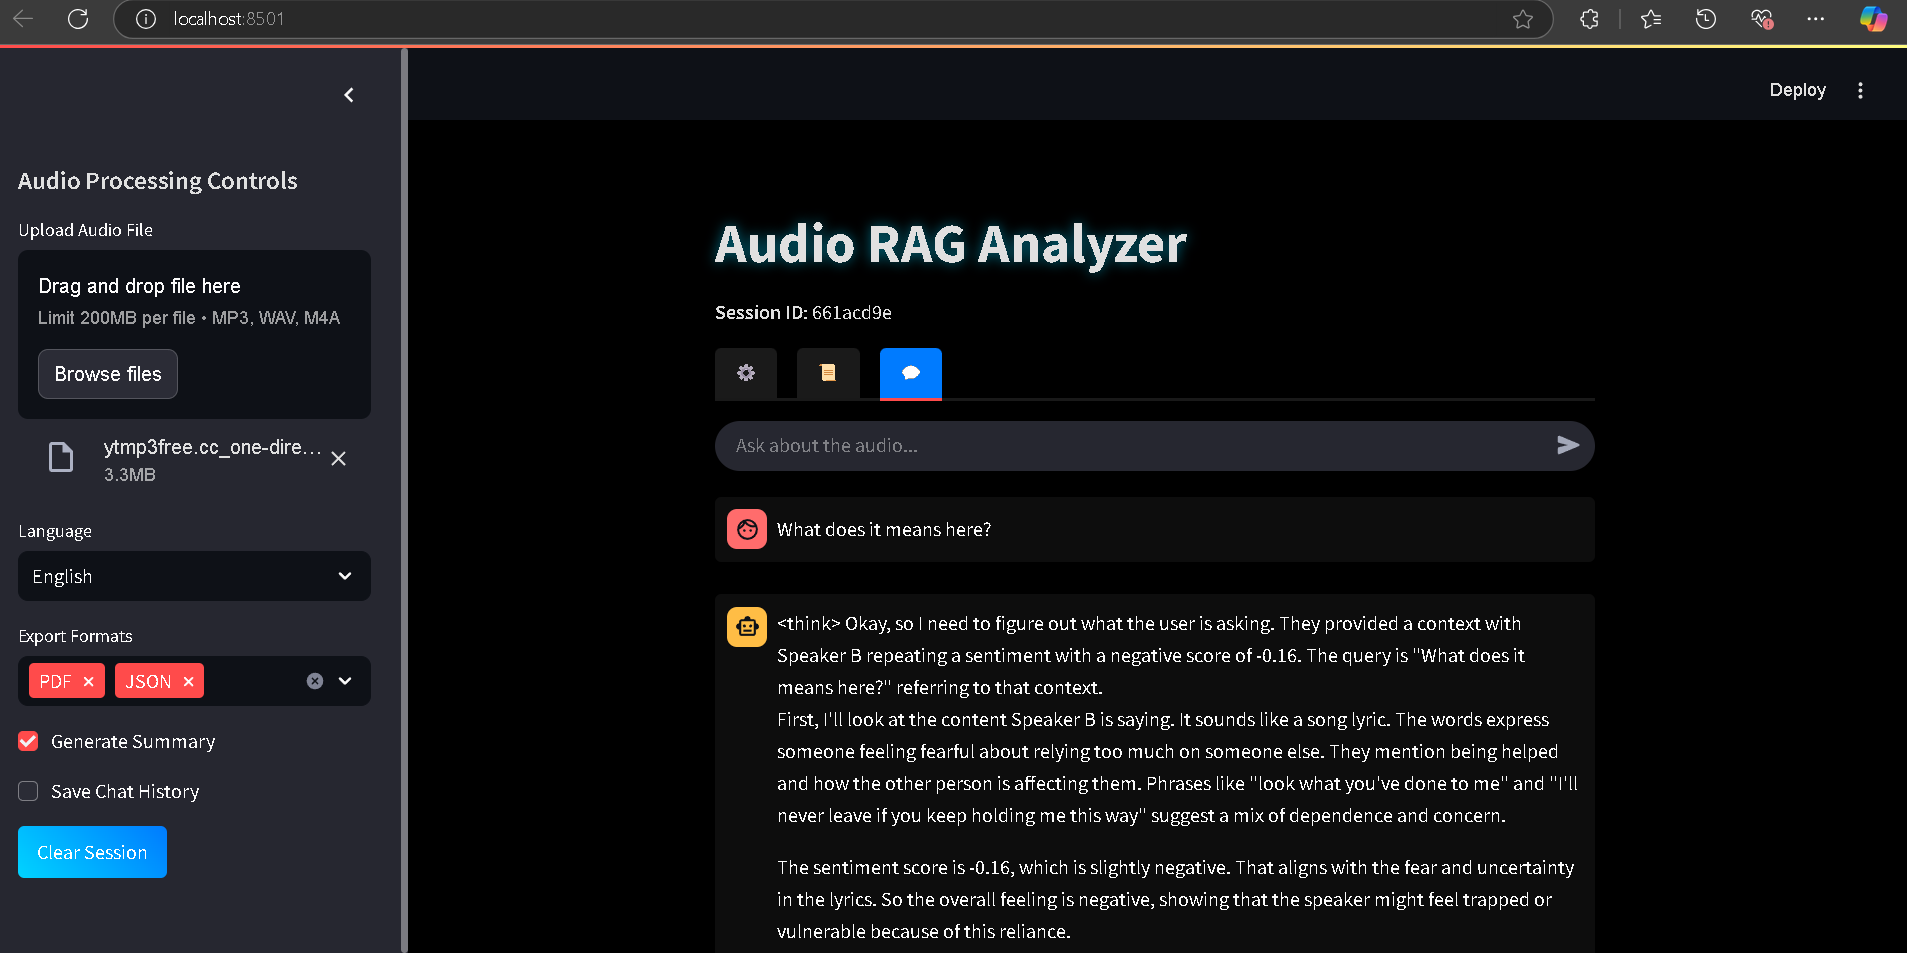 localhost:8501
Deploy
Audio Processing Controls
Upload Audio File
Drag and drop file here
Limit 200MB per file • MP3, WAV, M4A
Browse files
ytmp3free.cc_one-dire...
3.3MB
Language
English
Export Formats
PDF
JSON
Generate Summary
Save Chat History
Clear Session
Audio RAG Analyzer
Session ID: 661acd9e
Ask about the audio...
What does it means here?
<think> Okay, so I need to figure out what the user is asking. They provided a context with
Speaker B repeating a sentiment with a negative score of -0.16. The query is "What does it
means here?" referring to that context.
First, I'll look at the content Speaker B is saying. It sounds like a song lyric. The words express
someone feeling fearful about relying too much on someone else. They mention being helped
and how the other person is affecting them. Phrases like "look what you've done to me" and "I'll
never leave if you keep holding me this way" suggest a mix of dependence and concern.
The sentiment score is -0.16, which is slightly negative. That aligns with the fear and uncertainty
in the lyrics. So the overall feeling is negative, showing that the speaker might feel trapped or
vulnerable because of this reliance.